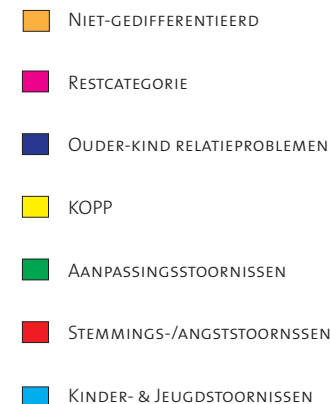 Niet-gedifferentieerd
Restcategorie
Ouder-kind relatieproblemen
KOPP
Aanpassingsstoornissen
Stemmings-/angststoornssen
Kinder- & Jeugdstoornissen